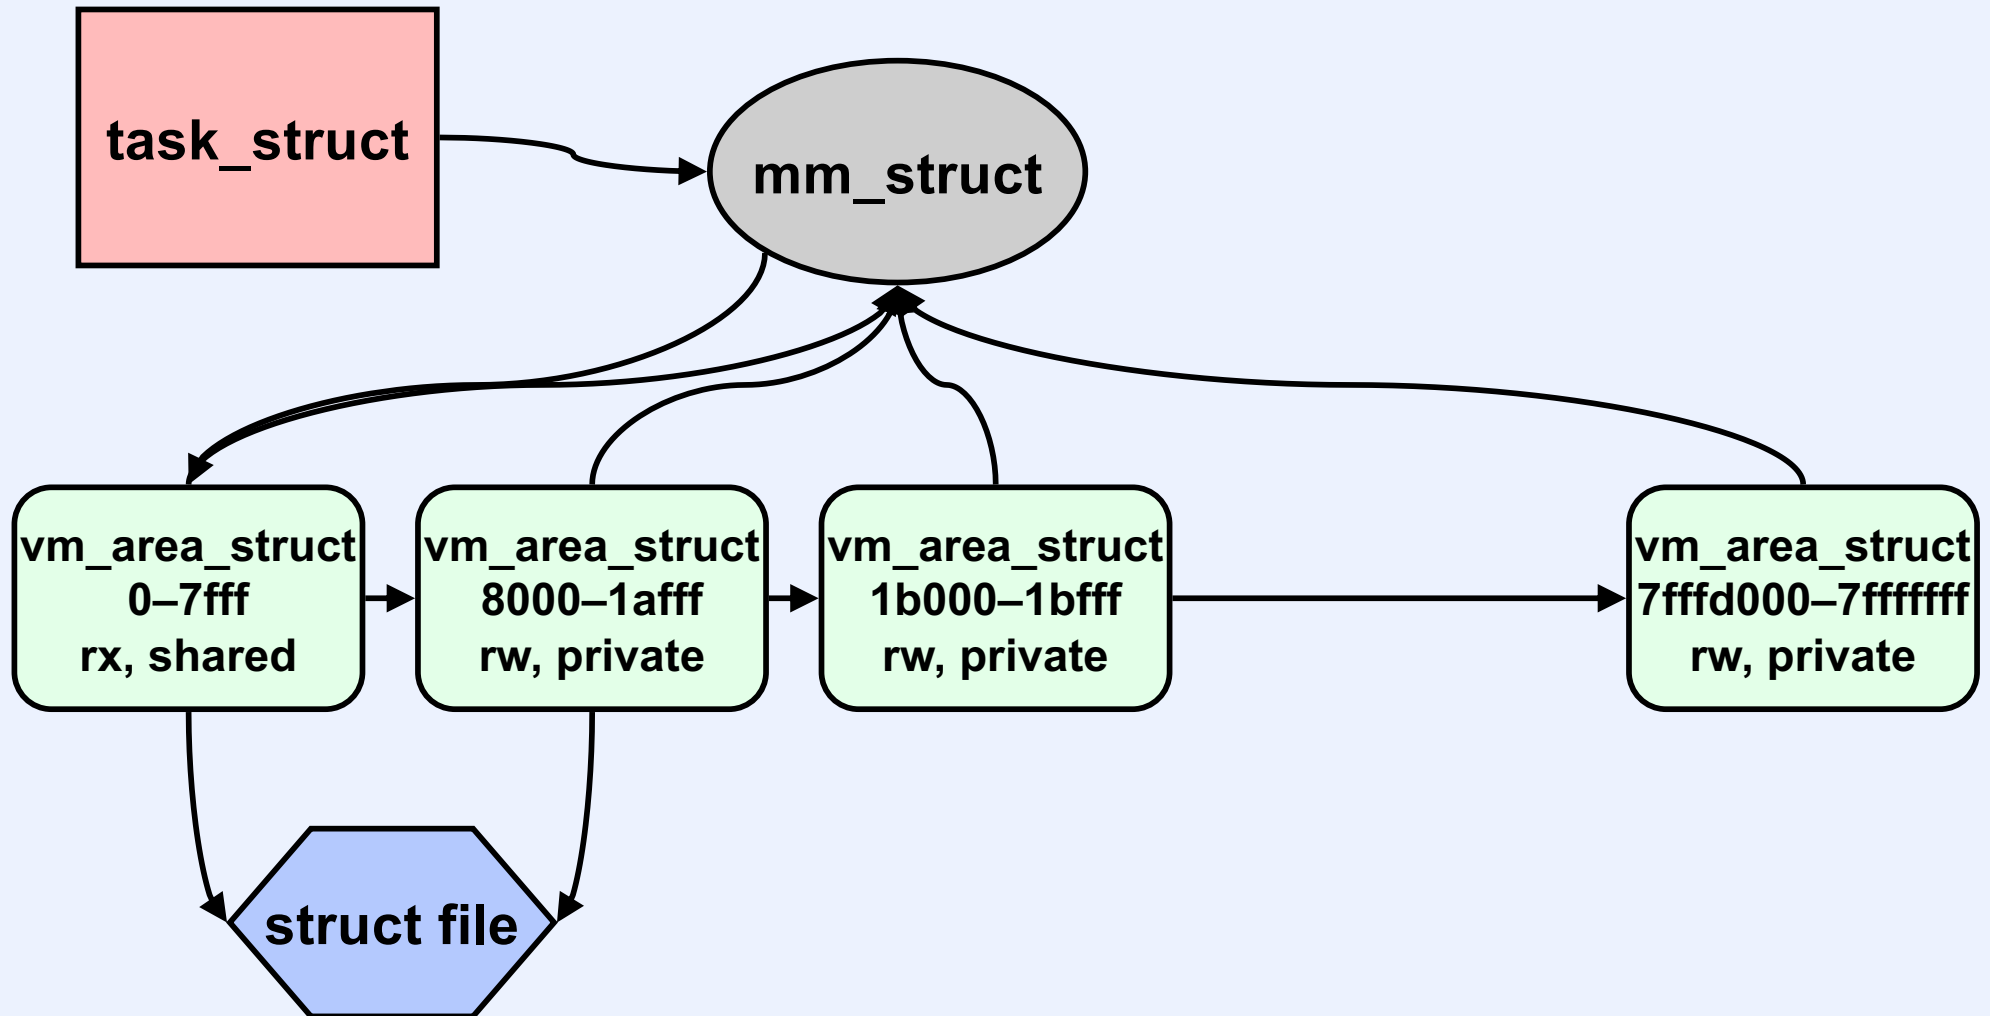 task_struct
mm_struct
vm_area_struct
0–7fff
rx, shared
vm_area_struct
8000–1afff
rw, private
vm_area_struct
1b000–1bfff
rw, private
vm_area_struct
7fffd000–7fffffff
rw, private
struct file